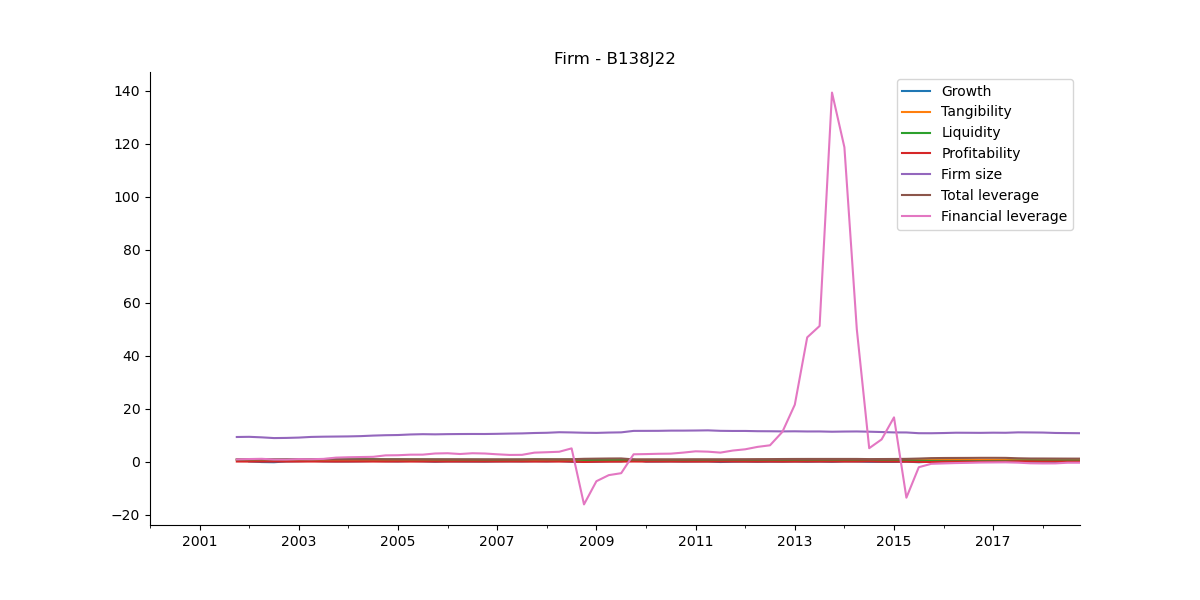 Firm - B138J22
140
120
100
80
60
40
20
0
−20
2001 2003 2005 2007 2009 2011 2013 2015 2017
Growth
Tangibility
Liquidity
Profitability
Firm size
Total leverage
Financial leverage